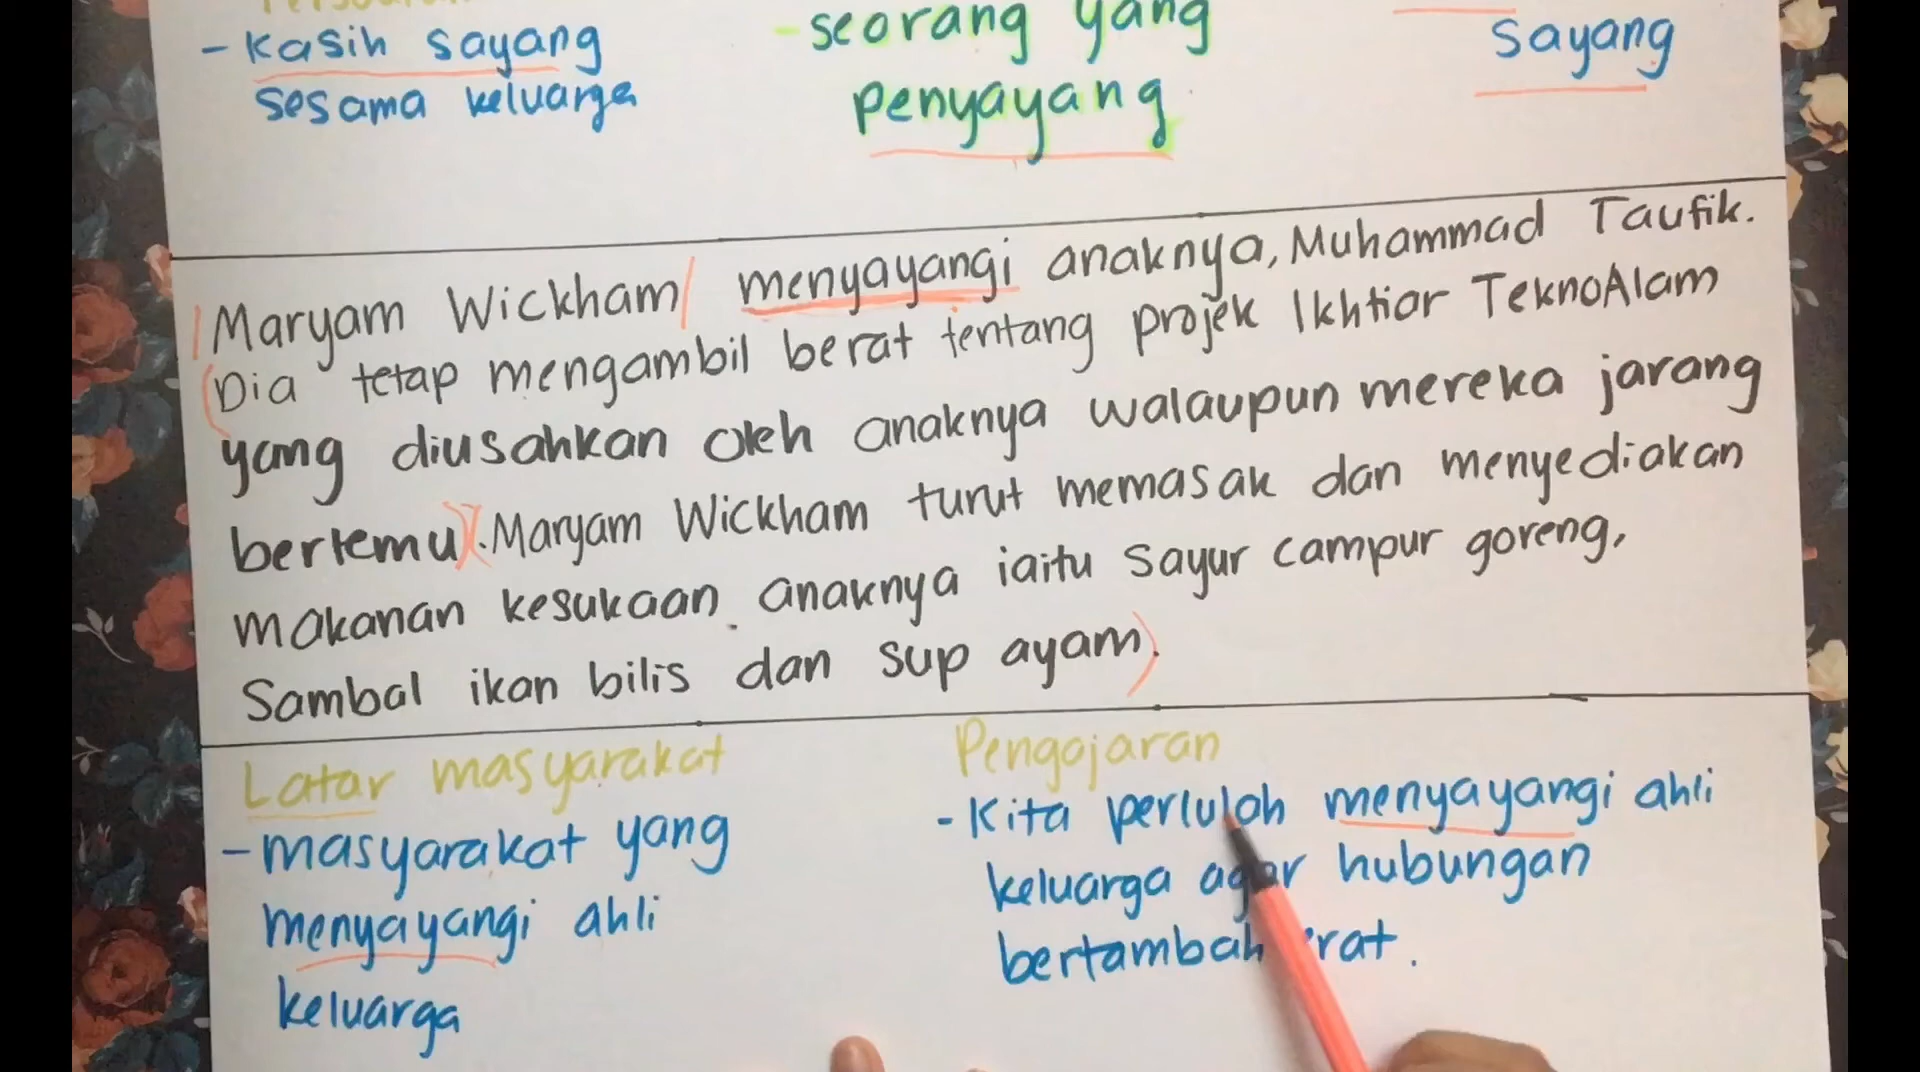 - Kasih sayang
sesama keluarga
- seorang yang
penyayang
Sayang
Maryam Wickham menyayangi anaknya, Muhammad Taufik.
Dia tetap mengambil berat tentang projek Ikhtiar TeknoAlam
yang diusahkan oleh anaknya walaupun mereka jarang
bertemu. Maryam Wickham turut memasak dan menyediakan
makanan kesukaan anaknya iaitu sayur campur goreng,
Sambal ikan bilis dan sup ayam.
Latar masyarakat
- masyarakat yang
menyayangi ahli
keluarga
Pengajaran
- Kita perlulah menyayangi ahli
keluarga agar hubungan
bertambah erat.